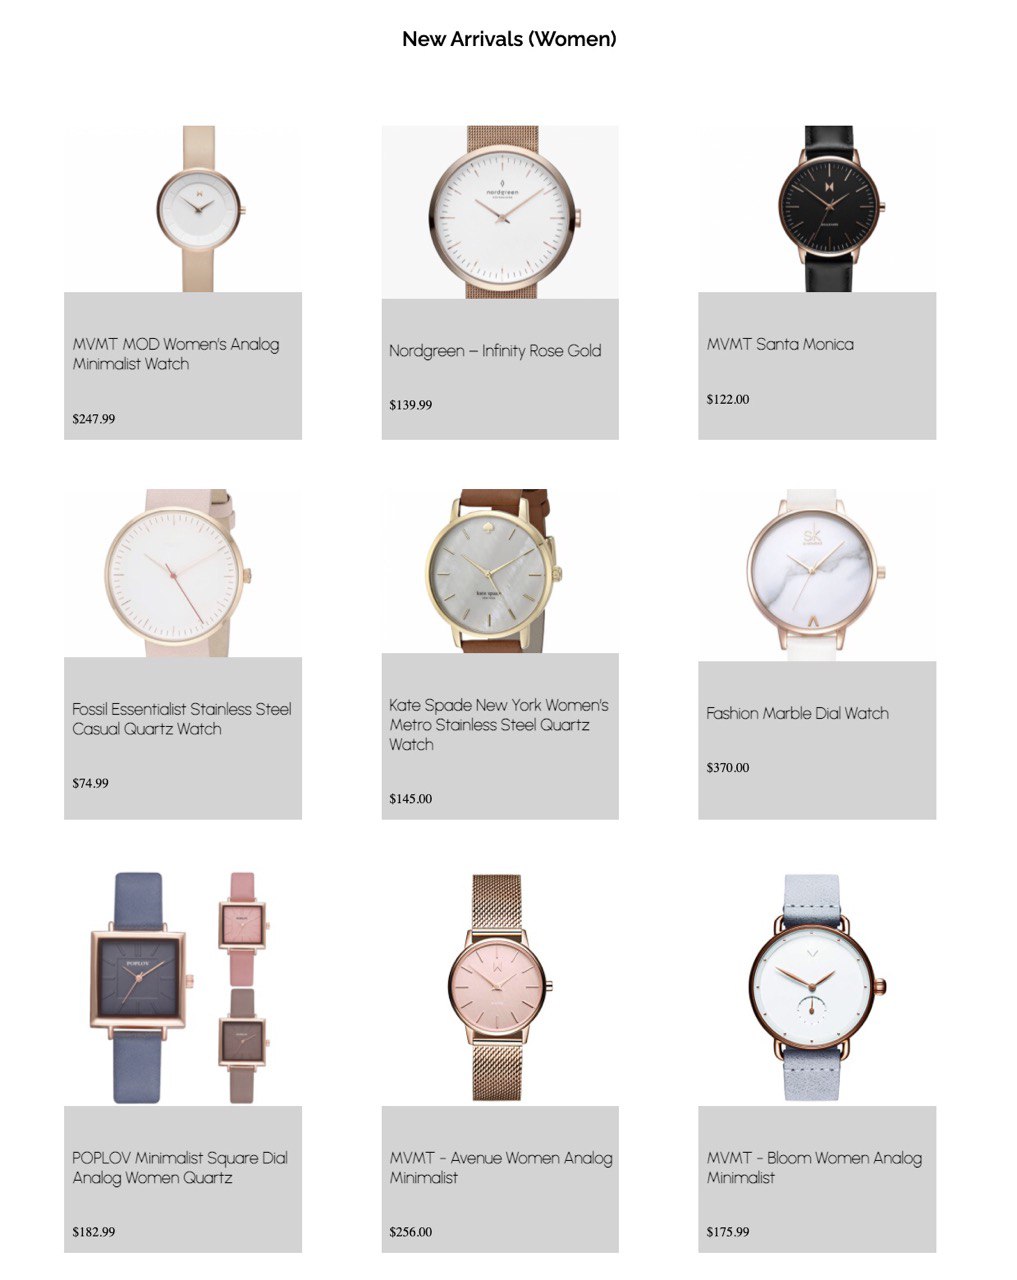 New Arrivals (Women)
nordgreen
MVMT MOD Women's Analog
Minimalist Watch
$247.99
Nordgreen – Infinity Rose Gold
$139.99
MVMT Santa Monica
$122.00
kate spade
SK
Fossil Essentialist Stainless Steel
Casual Quartz Watch
$74.99
Kate Spade New York Women's
Metro Stainless Steel Quartz
Watch
$145.00
Fashion Marble Dial Watch
$370.00
POPLOV
POPLOV Minimalist Square Dial
Analog Women Quartz
$182.99
MVMT - Avenue Women Analog
Minimalist
$256.00
MVMT - Bloom Women Analog
Minimalist
$175.99